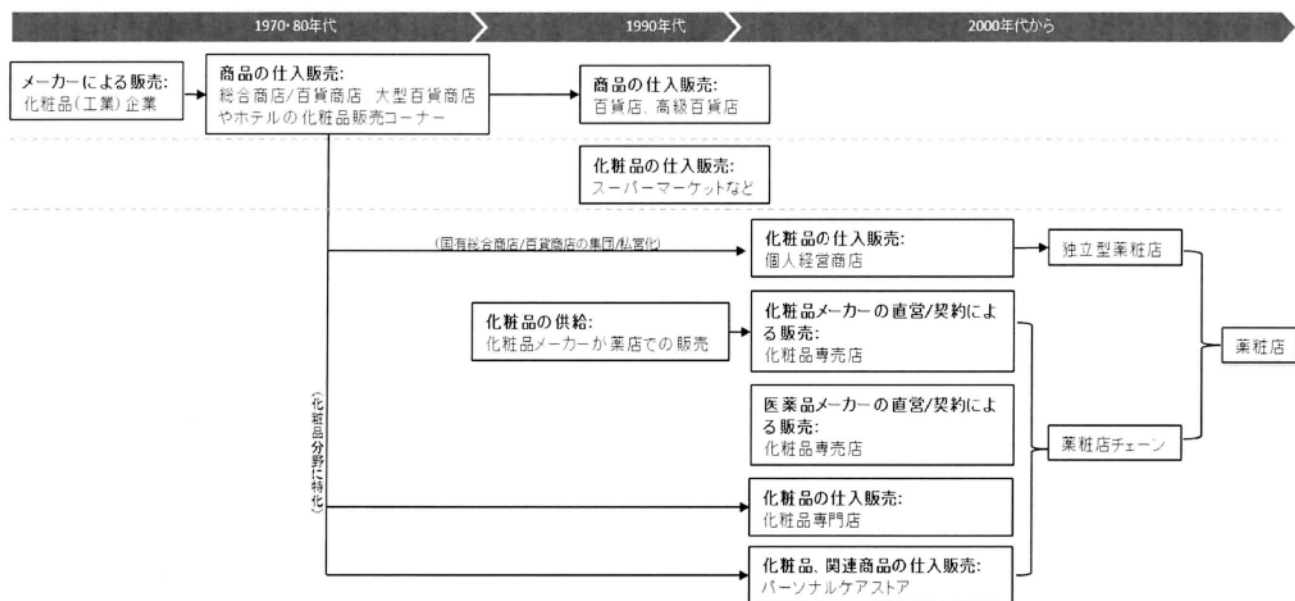 1970・80年代
1990年代
2000年代から
メーカーによる販売:
化粧品(工業)企業
商品の仕入販売:
総合商店/百貨商店 大型百貨商店
やホテルの化粧品販売コーナー
商品の仕入販売:
百貨店、高級百貨店
化粧品の仕入販売:
スーパーマーケットなど
(国有総合商店/百貨商店の集団/私営化)
化粧品の仕入販売:
個人経営商店
独立型薬粧店
化粧品の供給:
化粧品メーカーが薬店での販売
化粧品メーカーの直営/契約によ
る販売:
化粧品専売店
薬粧店
(化粧品分野に特化)
医薬品メーカーの直営/契約によ
る販売:
化粧品専売店
薬粧店チェーン
化粧品の仕入販売:
化粧品専門店
化粧品、関連商品の仕入販売:
パーソナルケアストア